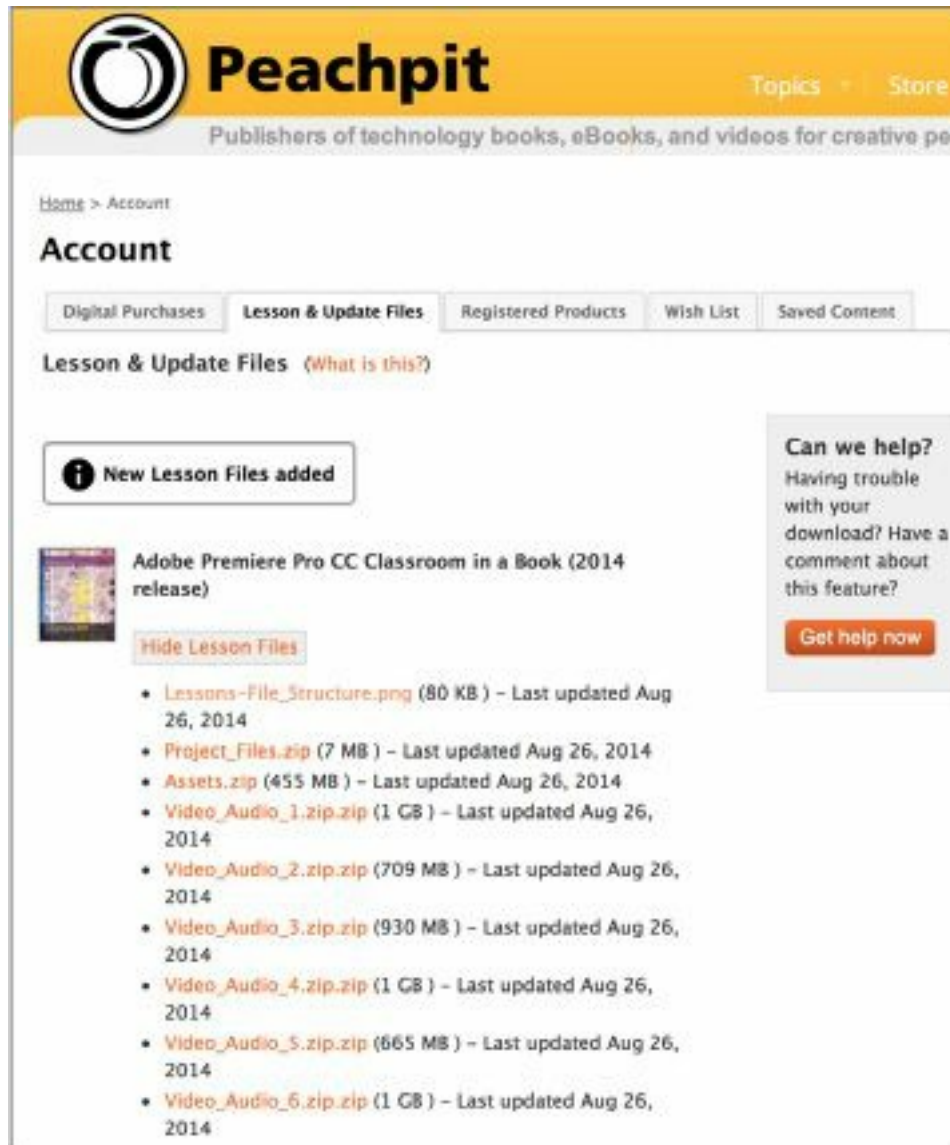 Peachpit
Topics Store
Publishers of technology books, eBooks, and videos for creative pe
Home > Account
Account
Digital Purchases Lesson & Update Files Registered Products Wish List Saved Content
Lesson & Update Files (What is this?)
New Lesson Files added
Adobe Premiere Pro CC Classroom in a Book (2014
release)
Hide Lesson Files
• Lessons-File_Structure.png (80 KB ) – Last updated Aug
26, 2014
• Project_Files.zip (7 MB ) – Last updated Aug 26, 2014
• Assets.zip (455 MB ) – Last updated Aug 26, 2014
• Video_Audio_1.zip.zip (1 GB ) – Last updated Aug 26,
2014
• Video_Audio_2.zip.zip (709 MB ) – Last updated Aug 26,
2014
• Video_Audio_3.zip.zip (930 MB ) – Last updated Aug 26,
2014
• Video_Audio_4.zip.zip (1 GB ) – Last updated Aug 26,
2014
• Video_Audio_5.zip.zip (665 MB ) – Last updated Aug 26,
2014
• Video_Audio_6.zip.zip (1 GB ) – Last updated Aug 26,
2014
Can we help?
Having trouble
with your
download? Have a
comment about
this feature?
Get help now